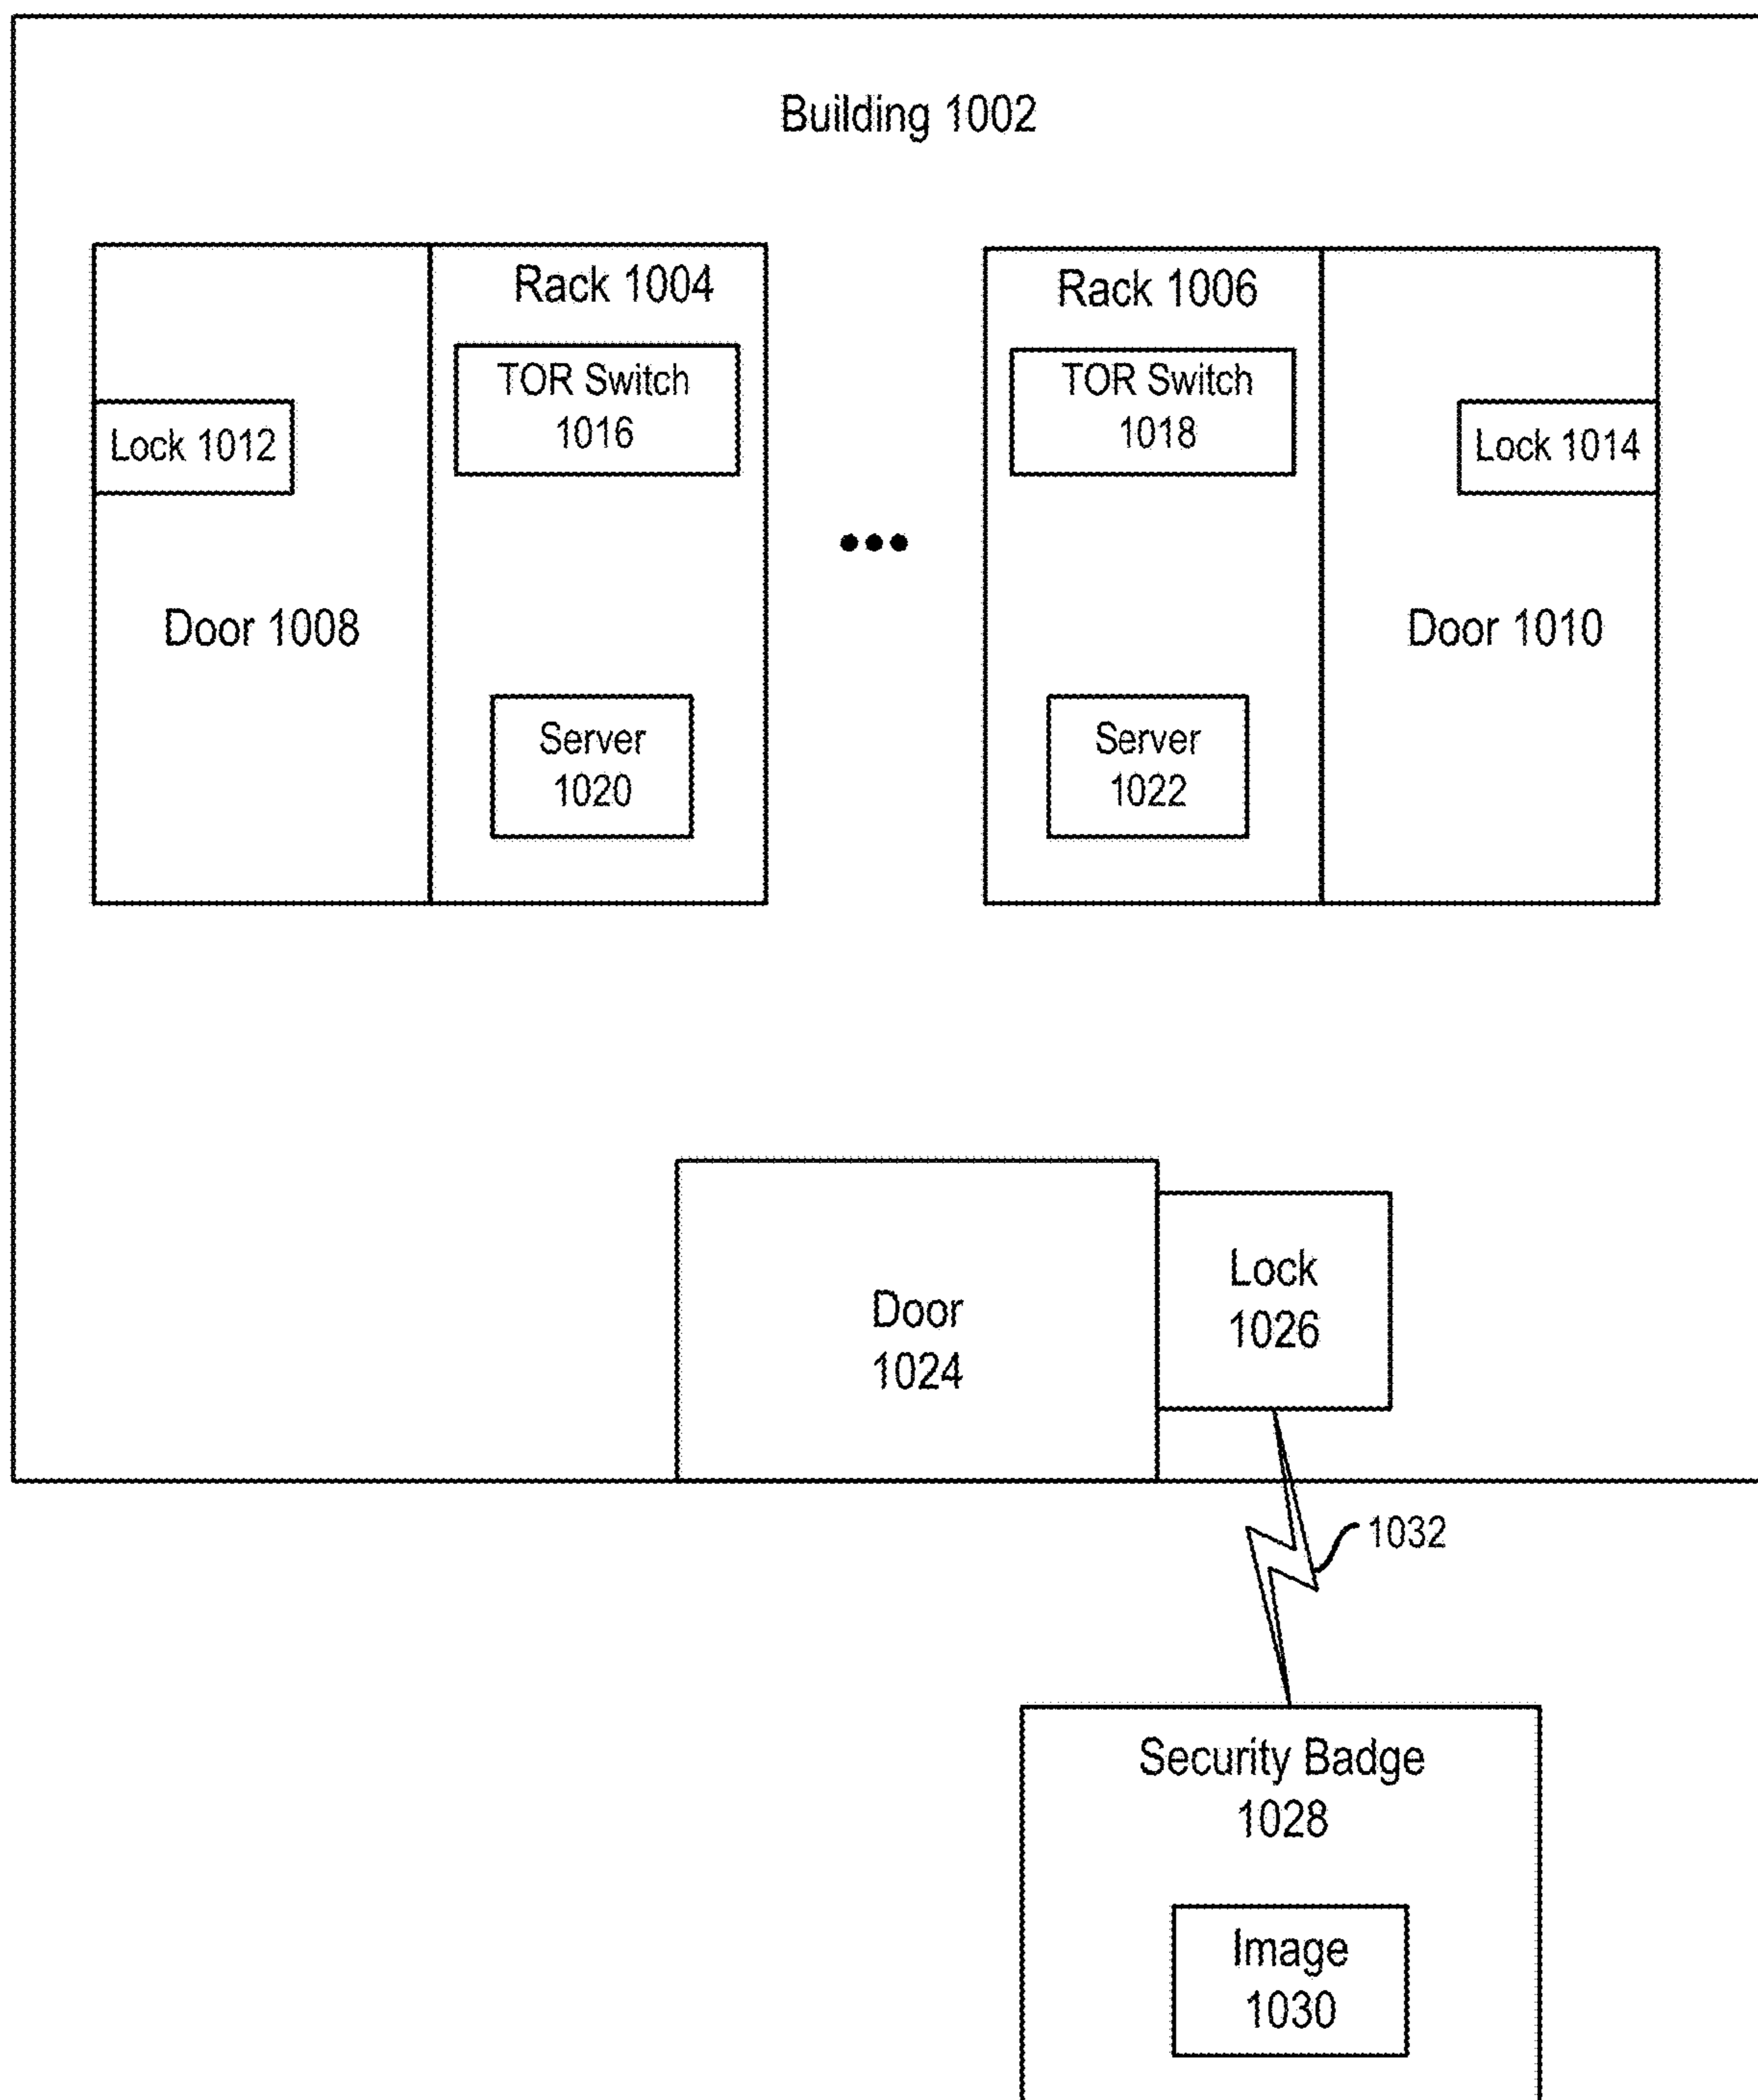 Building 1002
Rack 1004
TOR Switch
1016
Lock 1012
Door 1008
Server
1020
Rack 1006
TOR Switch
1018
Lock 1014
Door 1010
Server
1022
Door
1024
Lock
1026
1032
Security Badge
1028
Image
1030